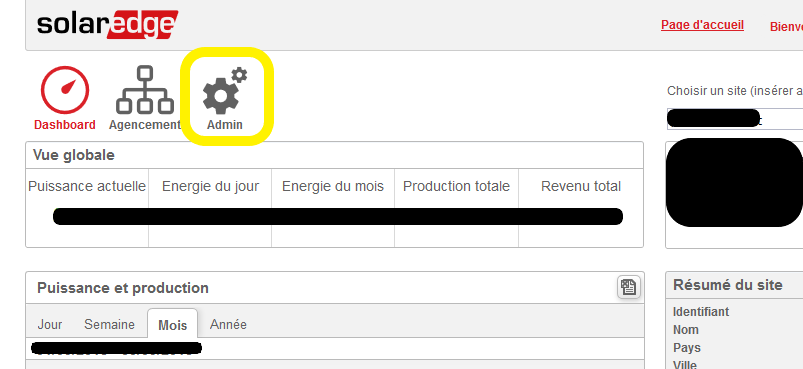 solaredge
Page d'accueil
Dashboard
Agencement
Admin
Choisir un site (insérer
Vue globale
Puissance actuelle
Energie du jour
Energie du mois
Production totale
Revenu total
Puissance et production
Jour
Semaine
Mois
Année
Résumé du site
Identifiant
Nom
Pays
Ville